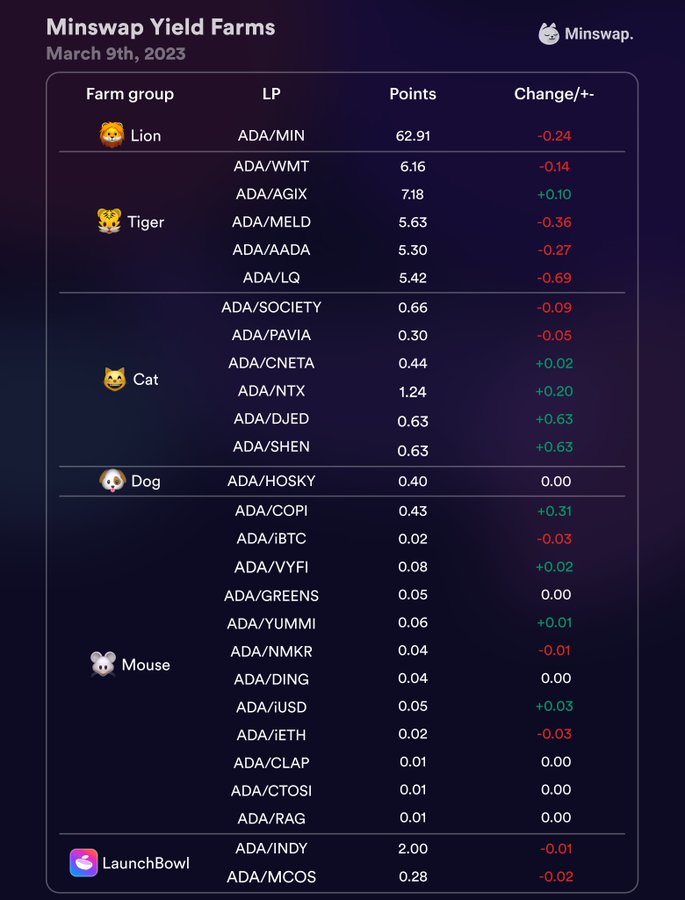 Minswap Yield Farms
Minswap.
March 9th, 2023
Farm group LP Points Change/+-
Lion ADA/MIN 62.91 -0.24
ADA/WMT 6.16 -0.14
ADA/AGIX 7.18 +0.10
Tiger ADA/MELD 5.63 -0.36
ADA/AADA 5.30 -0.27
ADA/LQ 5.42 -0.69
ADA/SOCIETY 0.66 -0.09
ADA/PAVIA 0.30 -0.05
ADA/CNETA 0.44 +0.02
Cat ADA/NTX 1.24 +0.20
ADA/DJED 0.63 +0.63
ADA/SHEN 0.63 +0.63
Dog ADA/HOSKY 0.40 0.00
ADA/COPI 0.43 +0.31
ADA/iBTC 0.02 -0.03
ADA/VYFI 0.08 +0.02
ADA/GREENS 0.05 0.00
ADA/YUMMI 0.06 +0.01
ADA/NMKR 0.04 -0.01
Mouse ADA/DING 0.04 0.00
ADA/iUSD 0.05 +0.03
ADA/iETH 0.02 -0.03
ADA/CLAP 0.01 0.00
ADA/CTOSI 0.01 0.00
ADA/RAG 0.01 0.00
ADA/INDY 2.00 -0.01
LaunchBowl ADA/MCOS 0.28 -0.02